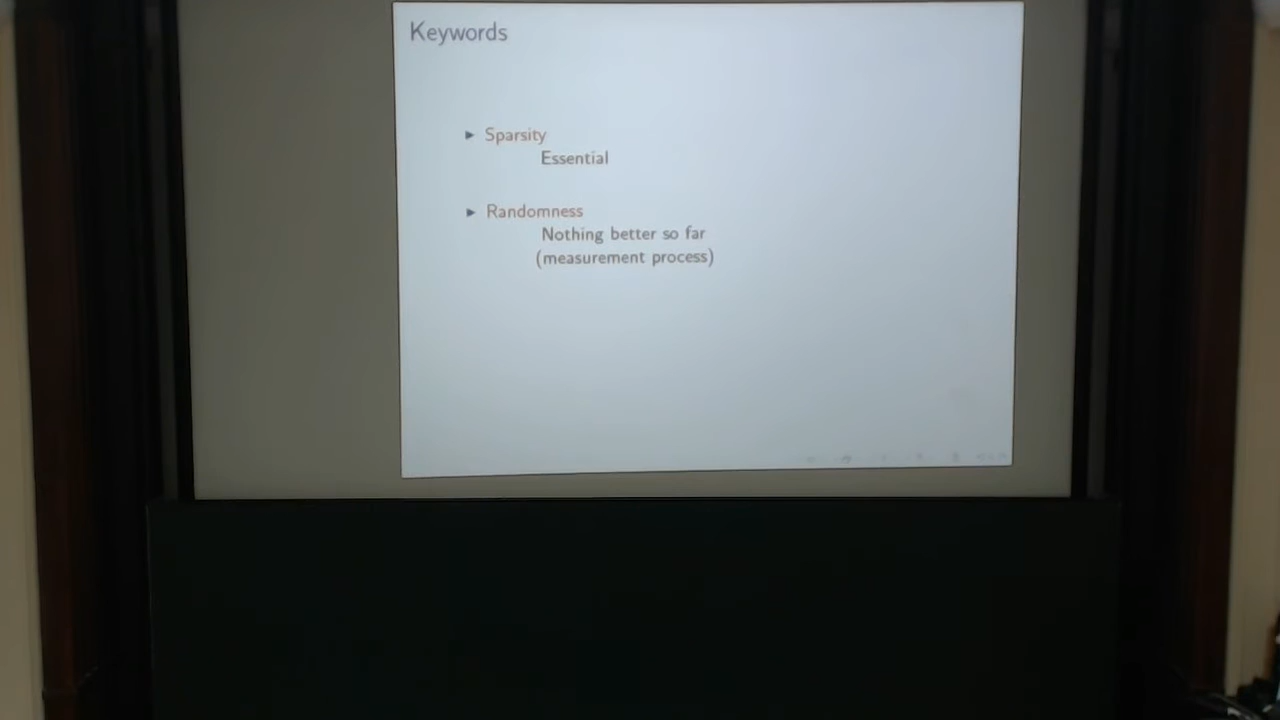 Keywords
Sparsity
Essential
Randomness
Nothing better so far
(measurement process)